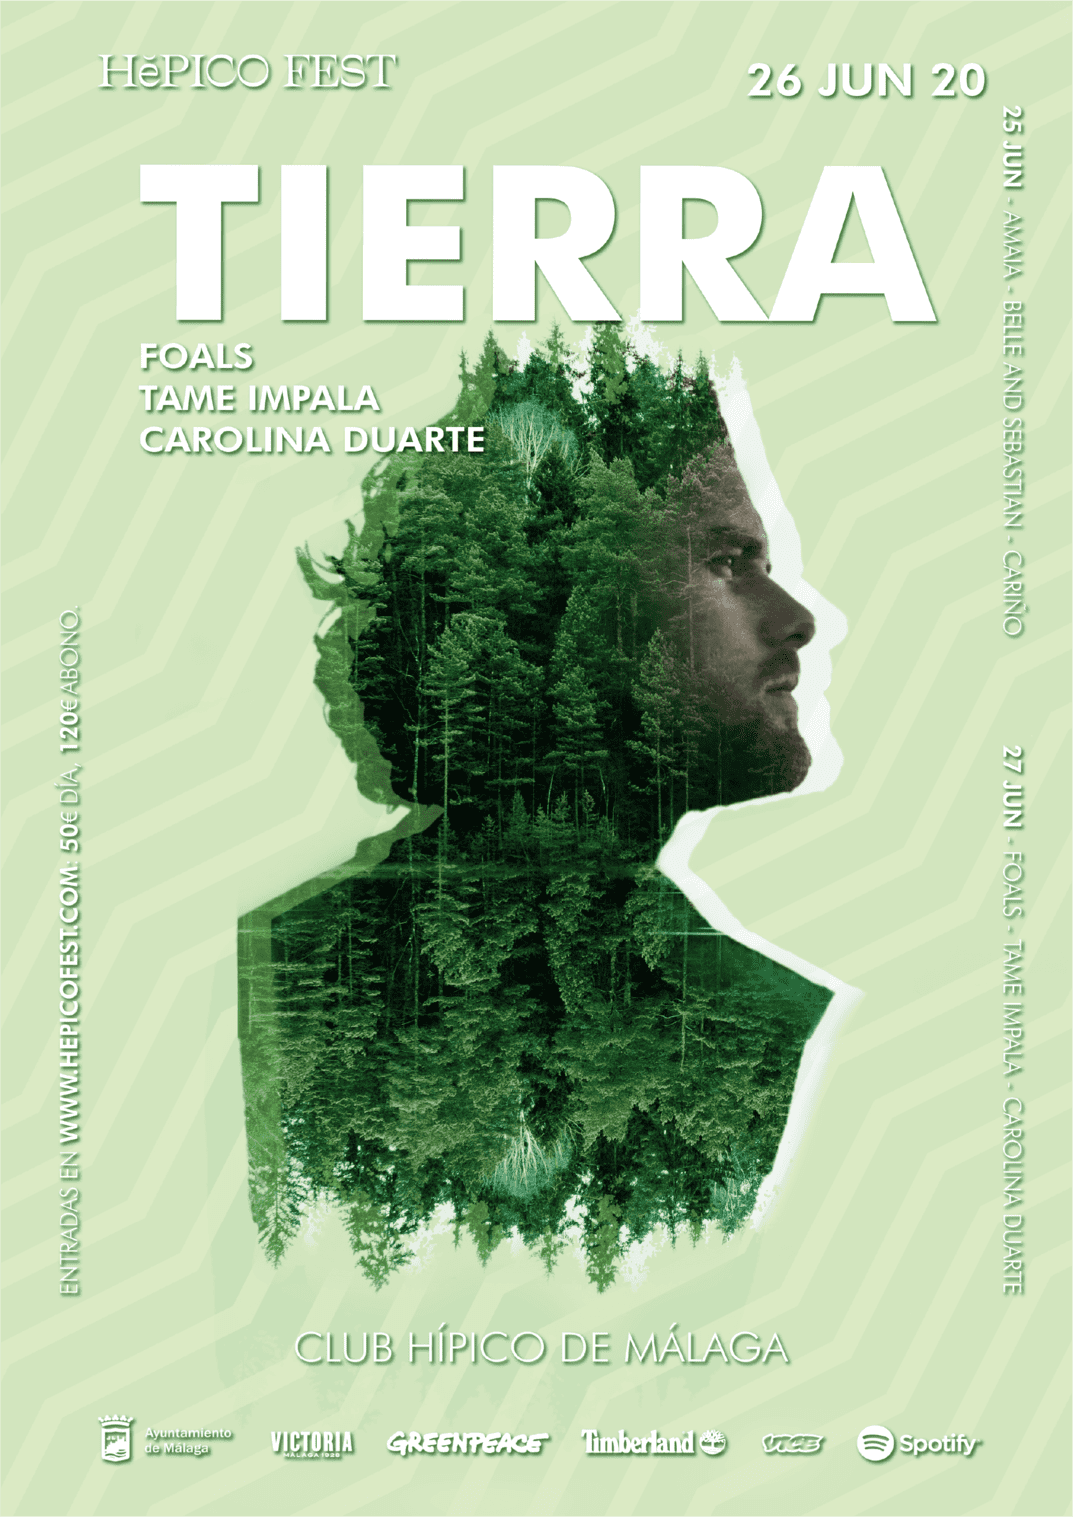 HĕPICO FEST
26 JUN 20
TIERRA
FOALS
TAME IMPALA
CAROLINA DUARTE
25 JUN - AMAIA - BELLE AND SEBASTIAN - CARIÑO
27 JUN - FOALS - TAME IMPALA - CAROLINA DUARTE
ENTRADAS EN WWW.HEPICOFEST.COM: 50€ DÍA, 120€ ABONO.
CLUB HÍPICO DE MÁLAGA
Ayuntamiento
de Málaga
VICTORIA
MÁLAGA 1928
GREENPEACE
Timberland
VICE
Spotify